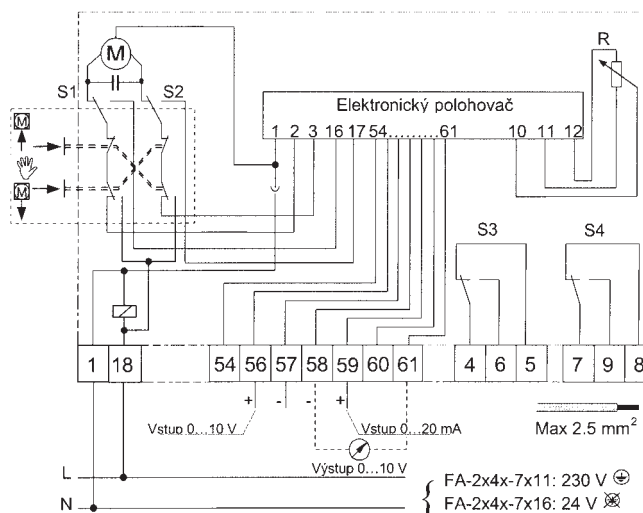 M
S1 S2
R
Elektronický polohovač
1 2 3 16 17 54.........61 10 11 12
M
M
S3 S4
1 18 54 56 57 58 59 60 61 4 6 5 7 9 8
+ - - +
Vstup 0...10 V Vstup 0...20 mA
Max 2.5 mm²
Výstup 0...10 V
L
N
{ FA-2x4x-7x11: 230 V
FA-2x4x-7x16: 24 V